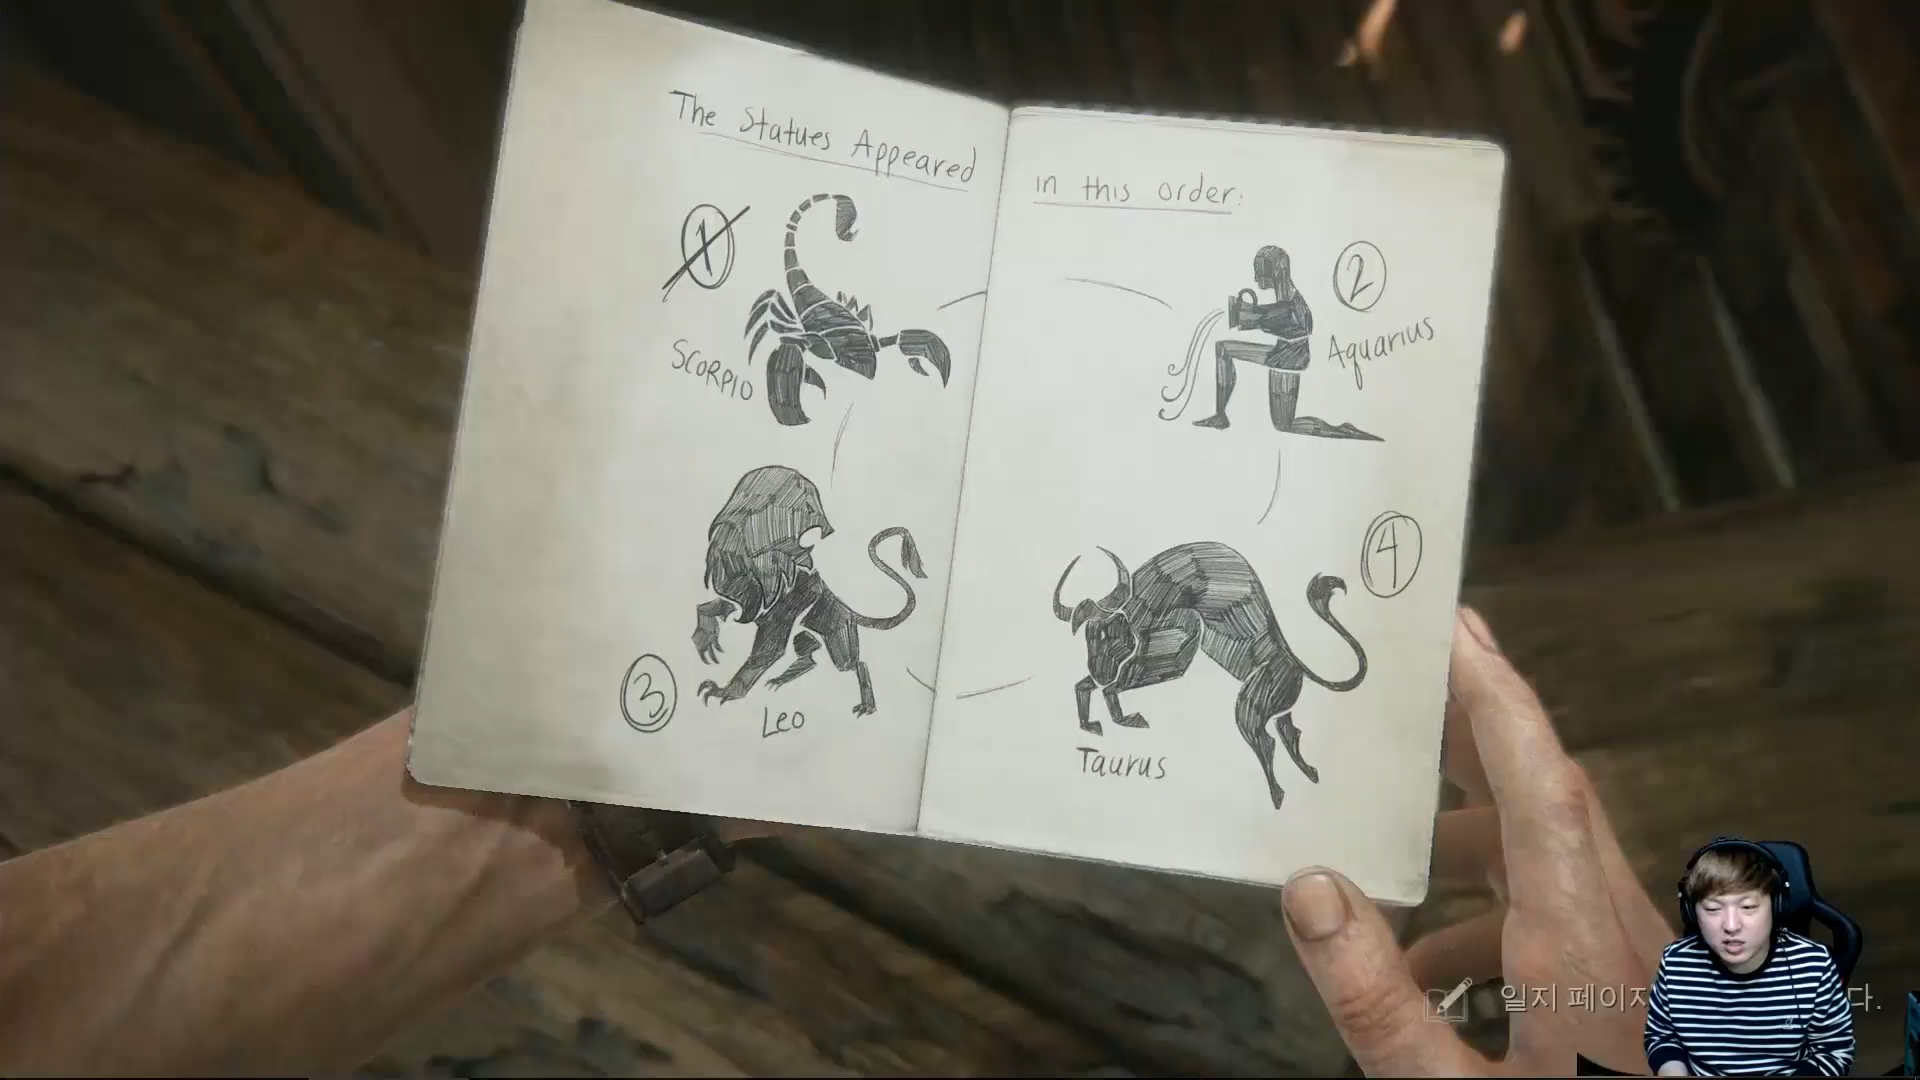 The Statues Appeared
in this order:
1
SCORPIO
2
Aquarius
3
Leo
4
Taurus
일지 페이지
다.